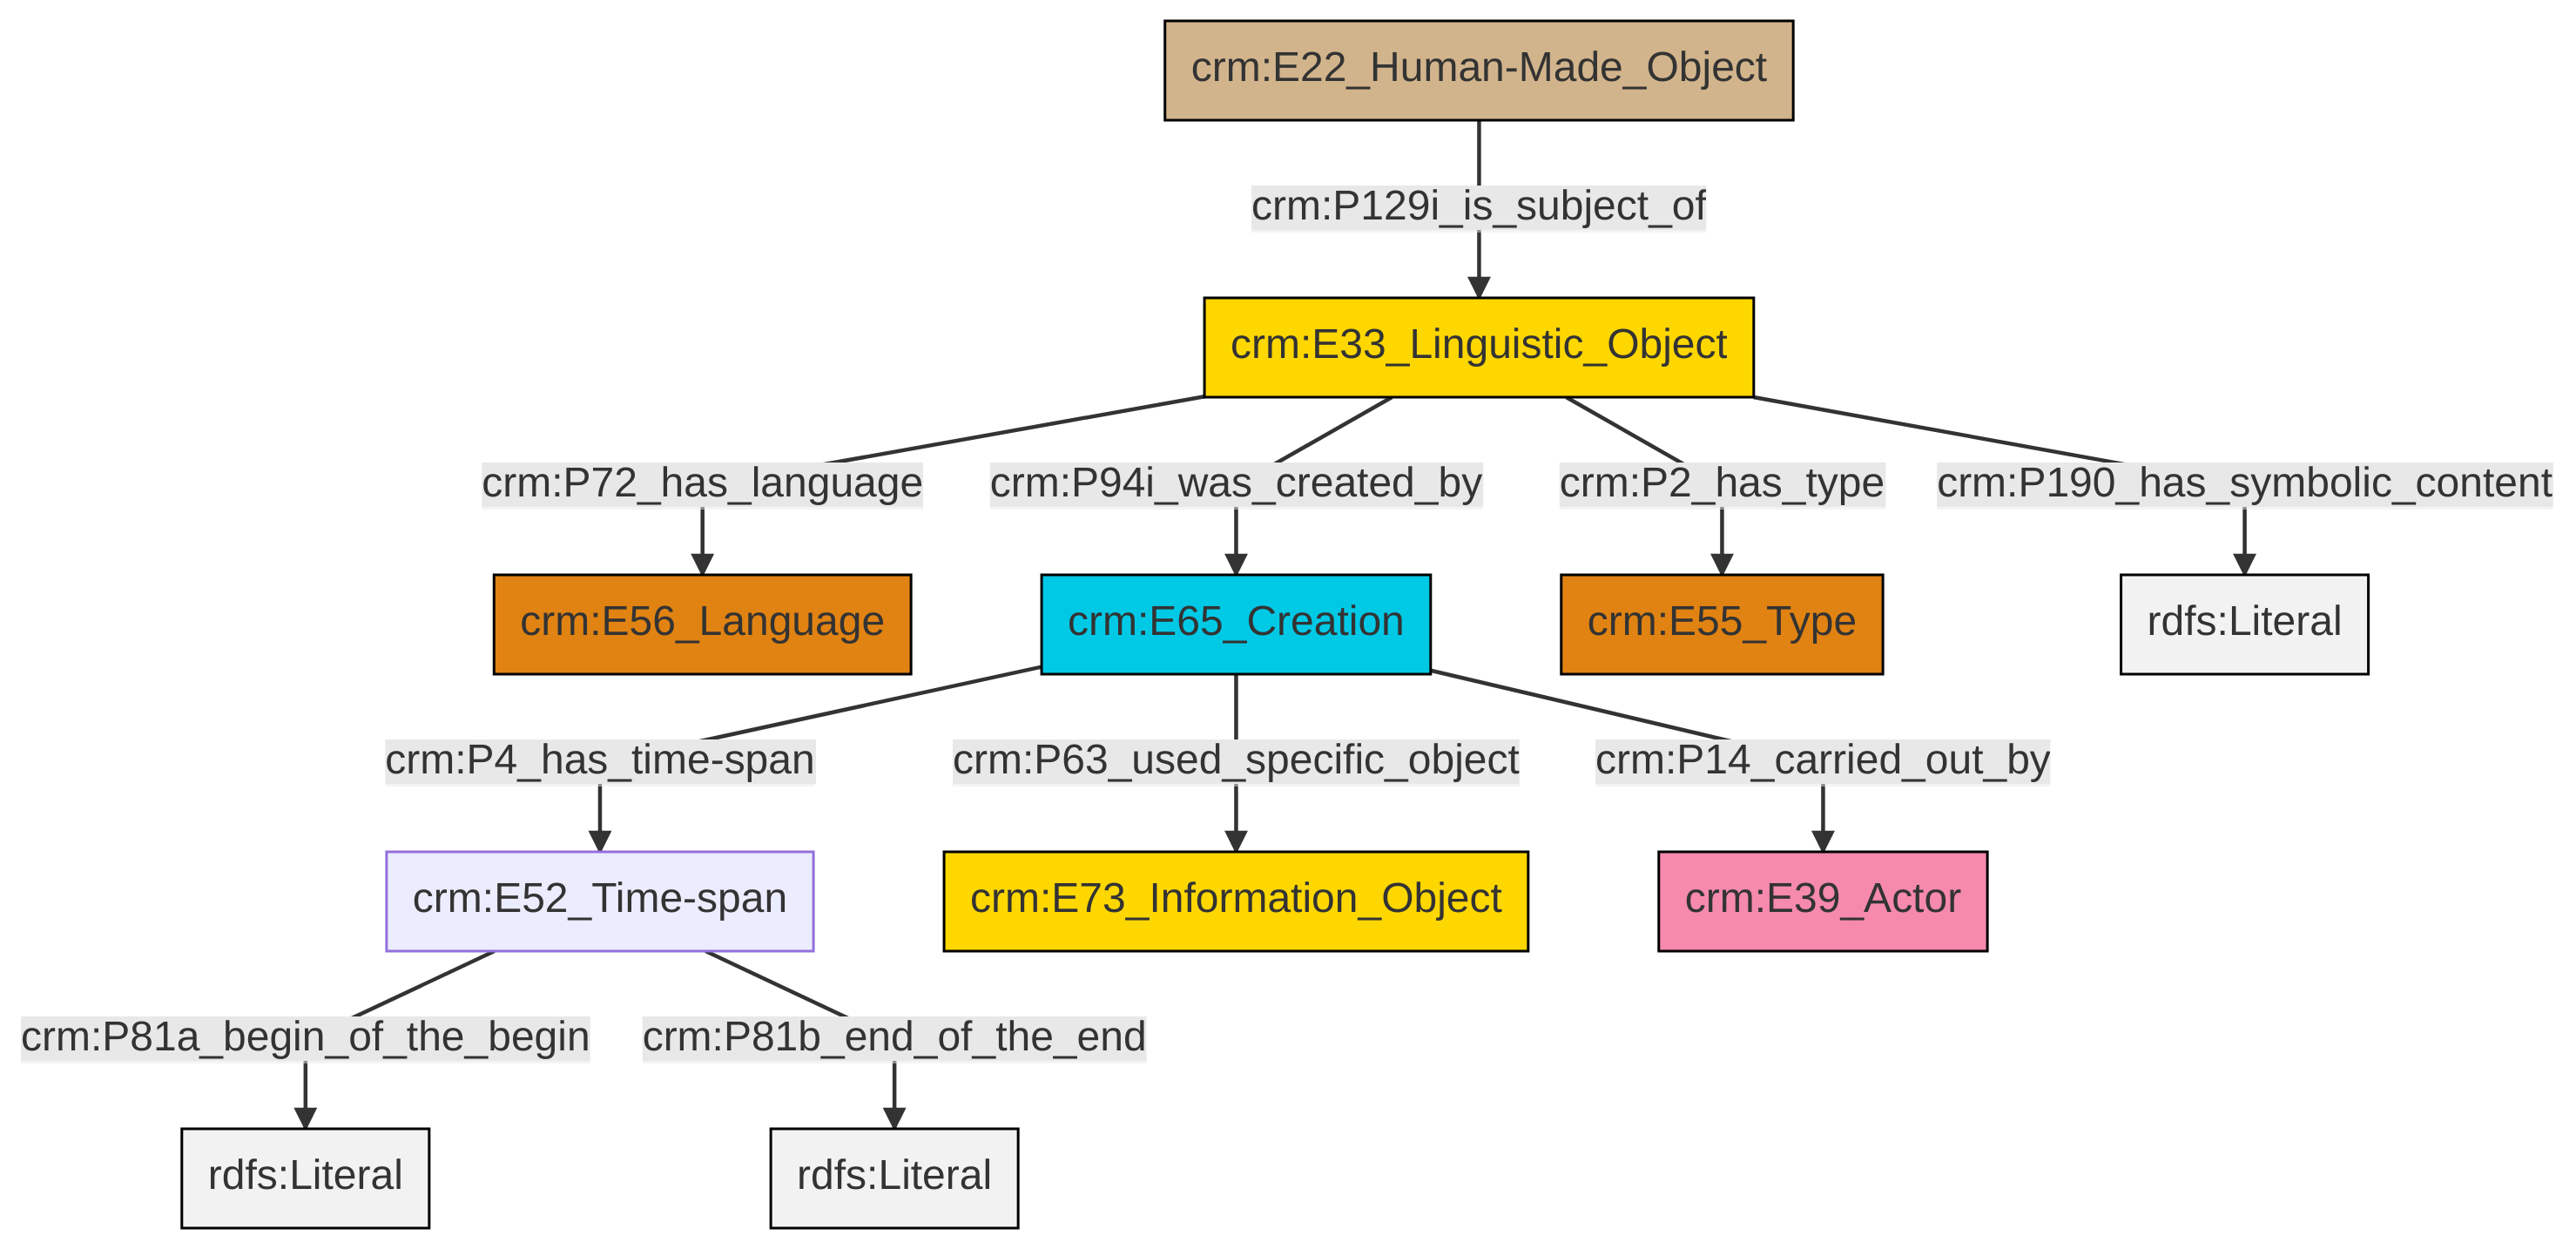 crm:E22_Human-Made_Object
crm:P129i_is_subject_of
crm:E33_Linguistic_Object
crm:P72_has_language
crm:P94i_was_created_by
crm:P2_has_type
crm:P190_has_symbolic_content
crm:E56_Language
crm:E65_Creation
crm:E55_Type
rdfs:Literal
crm:P4_has_time-span
crm:P63_used_specific_object
crm:P14_carried_out_by
crm:E52_Time-span
crm:E73_Information_Object
crm:E39_Actor
crm:P81a_begin_of_the_begin
crm:P81b_end_of_the_end
rdfs:Literal
rdfs:Literal